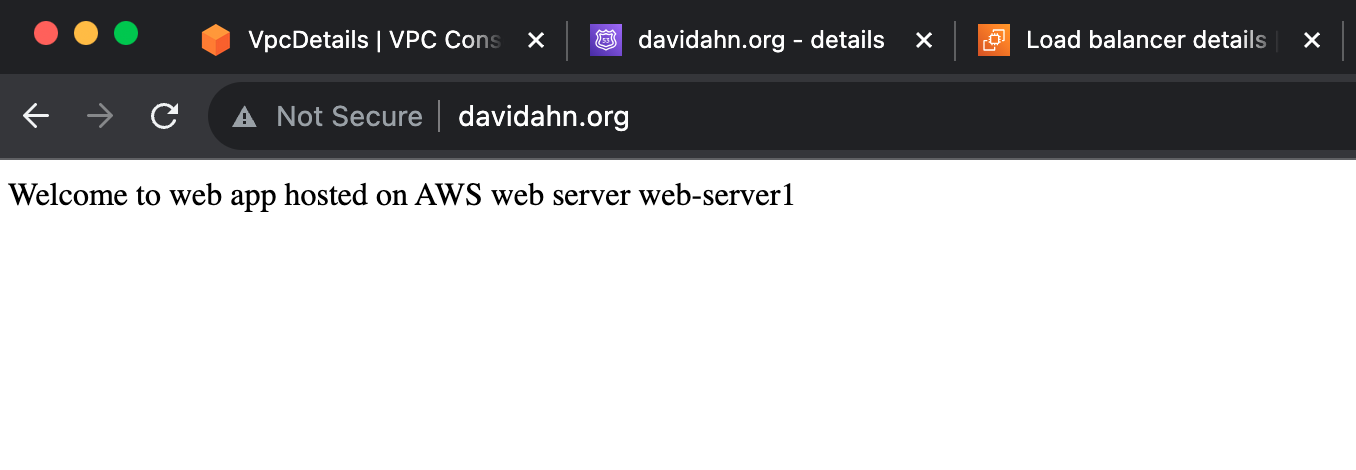 VpcDetails | VPC Cons
davidahn.org - details
Load balancer details |
Not Secure
davidahn.org
Welcome to web app hosted on AWS web server web-server1